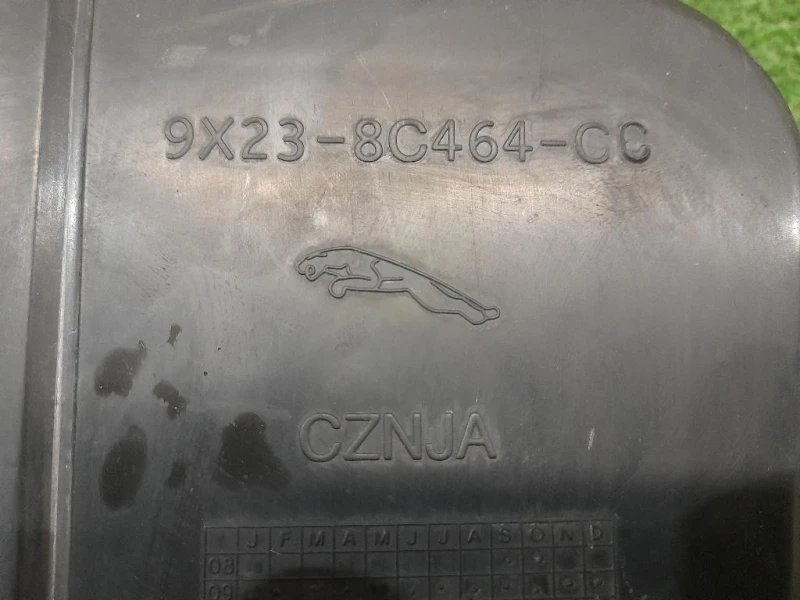 9X23-8C464-CC
CZNJA
J F M A M J J A S O N D
08
09